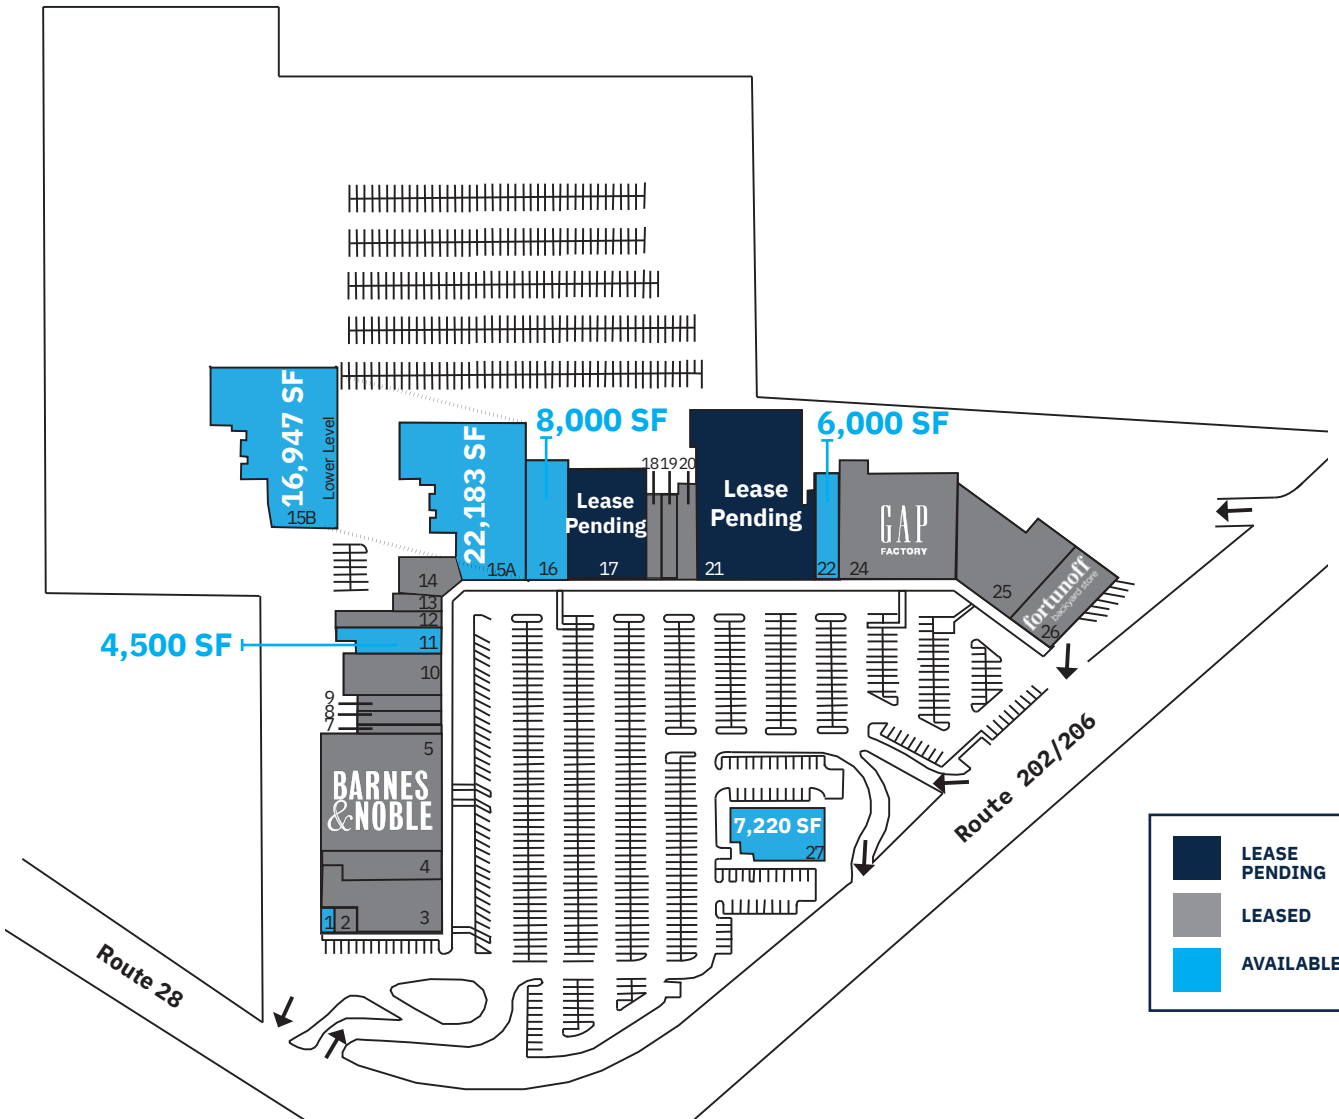 16,947 SF
Lower Level
15B
22,183 SF
15A
8,000 SF
16
Lease
Pending
17
18
19
20
Lease
Pending
21
6,000 SF
22
GAP
FACTORY
24
25
fortunoff
backyard store
26
14
13
12
4,500 SF
11
10
9
8
7
5
BARNES
&NOBLE
4
3
2
1
7,220 SF
27
Route 202/206
Route 28
LEASE
PENDING
LEASED
AVAILABLE